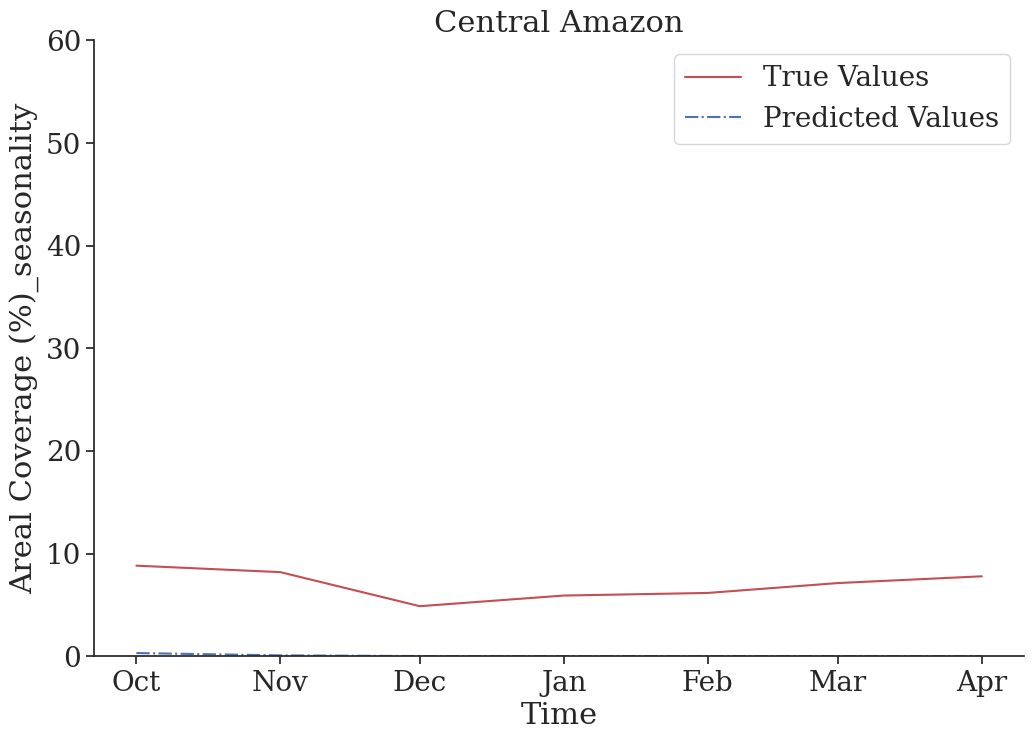 Central Amazon
60
50
40
30
20
10
0
Areal Coverage (%)_seasonality
True Values
Predicted Values
Oct Nov Dec Jan Feb Mar Apr
Time